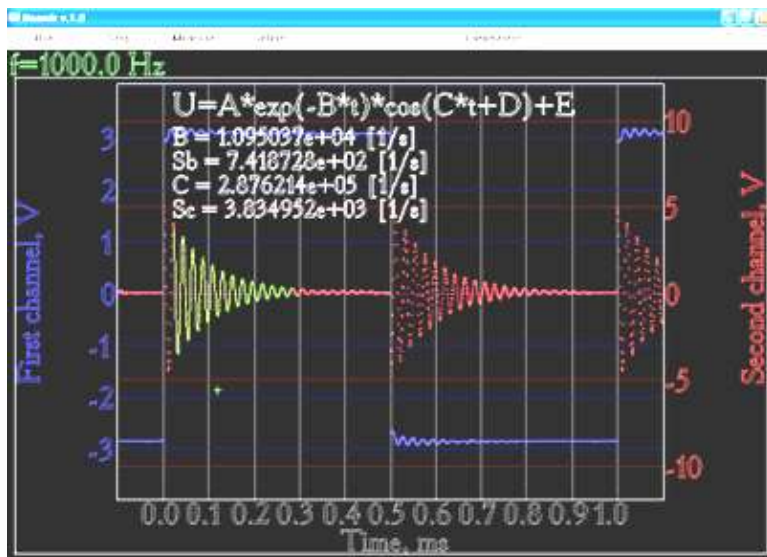 f=1000.0 Hz
U=A*exp(-B*t)*cos(C*t+D)+E
B = 1.095037e+04 [1/s]
Sb = 7.418728e+02 [1/s]
C = 2.876214e+05 [1/s]
Sc = 3.834952e+03 [1/s]
First channel, V
3
2
1
0
-1
-2
-3
10
5
0
-5
-10
Second channel, V
0.0 0.1 0.2 0.3 0.4 0.5 0.6 0.7 0.8 0.9 1.0
Time, ms